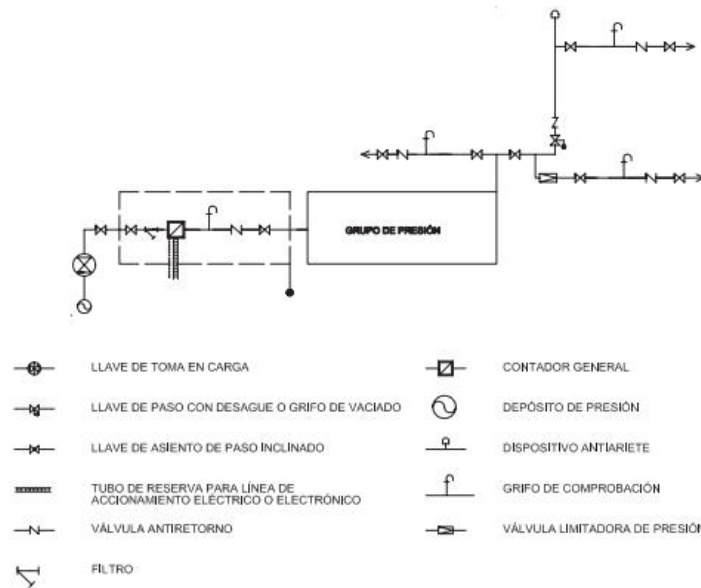 GRUPO DE PRESIÓN
LLAVE DE TOMA EN CARGA
LLAVE DE PASO CON DESAGUE O GRIFO DE VACIADO
LLAVE DE ASIENTO DE PASO INCLINADO
TUBO DE RESERVA PARA LÍNEA DE
ACCIONAMIENTO ELÉCTRICO O ELECTRÓNICO
VÁLVULA ANTIRETORNO
FILTRO
CONTADOR GENERAL
DEPÓSITO DE PRESIÓN
DISPOSITIVO ANTIARIETE
GRIFO DE COMPROBACIÓN
VÁLVULA LIMITADORA DE PRESIÓN